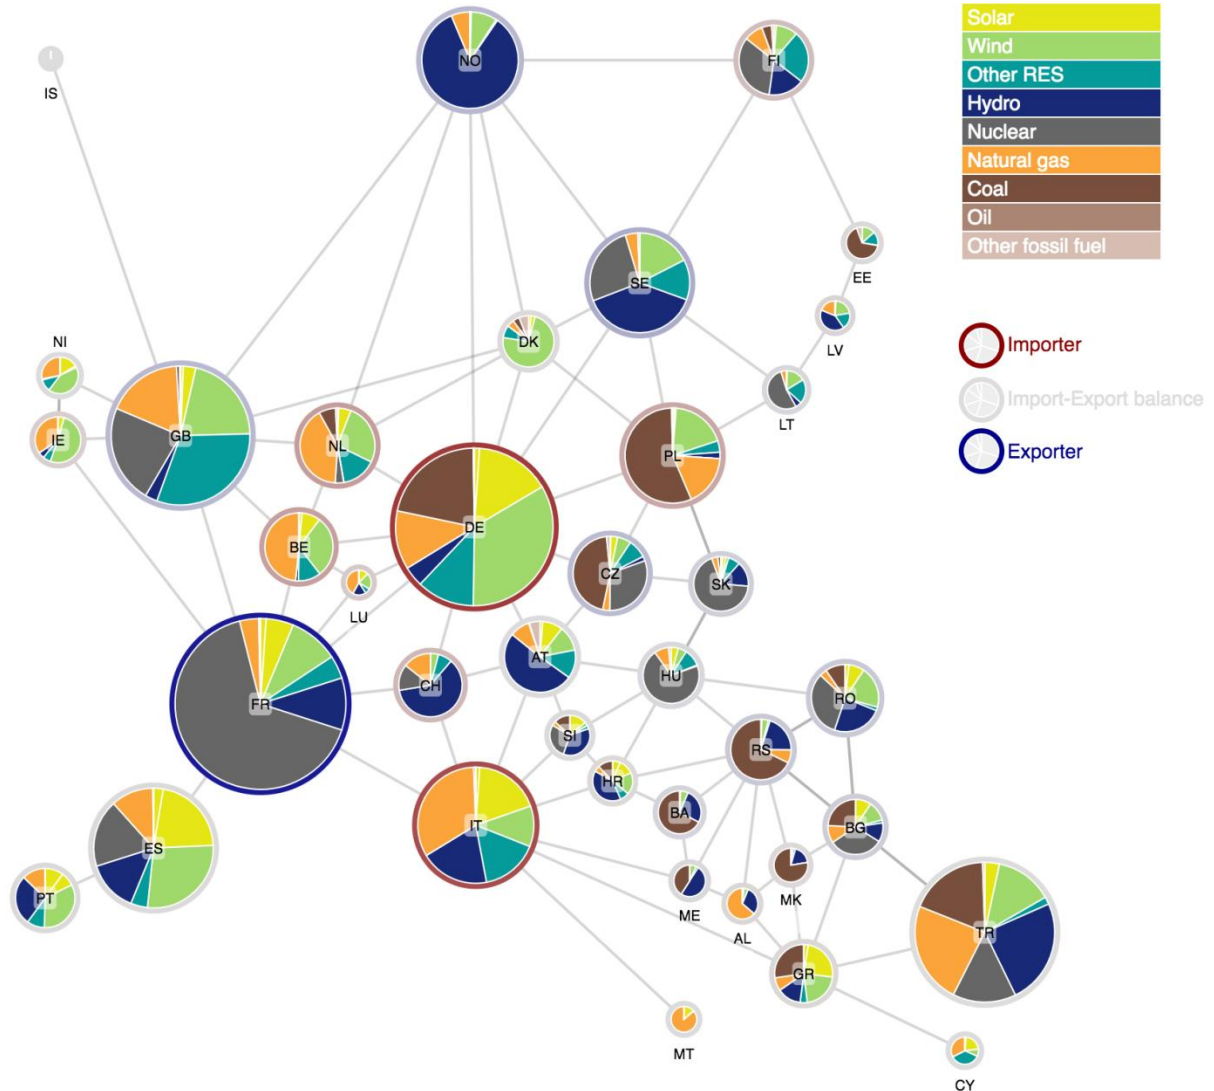 Solar
Wind
Other RES
Hydro
Nuclear
Natural gas
Coal
Oil
Other fossil fuel
Importer
Import-Export balance
Exporter
NO
FI
IS
EE
SE
LV
DK
NI
LT
GB
IE
NL
PL
DE
BE
CZ
SK
LU
AT
HU
CH
RO
FR
SI
RS
HR
BA
IT
BG
ES
MK
PT
ME
AL
TR
GR
MT
CY